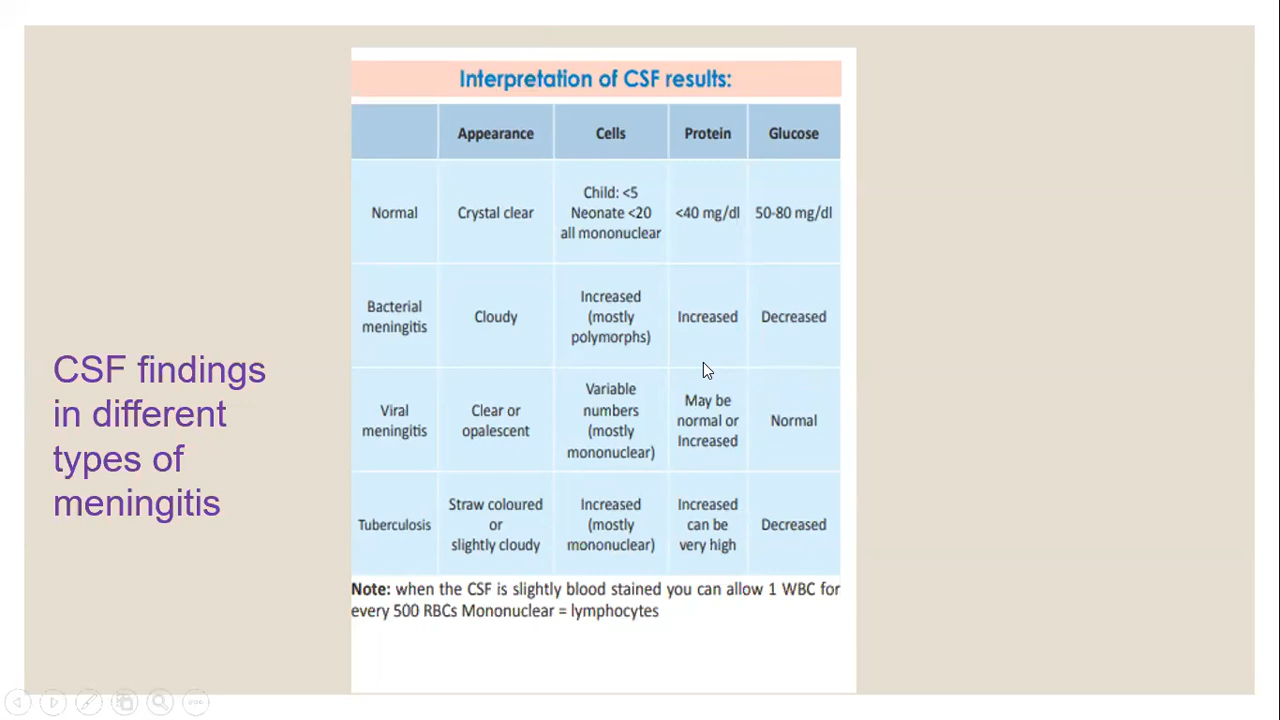 Interpretation of CSF results:
Appearance Cells Protein Glucose
Normal Crystal clear Child: <5 Neonate <20 all mononuclear <40 mg/dl 50-80 mg/dl
Bacterial meningitis Cloudy Increased (mostly polymorphs) Increased Decreased
Viral meningitis Clear or opalescent Variable numbers (mostly mononuclear) May be normal or Increased Normal
Tuberculosis Straw coloured or slightly cloudy Increased (mostly mononuclear) Increased can be very high Decreased
Note: when the CSF is slightly blood stained you can allow 1 WBC for
every 500 RBCs Mononuclear = lymphocytes
CSF findings
in different
types of
meningitis